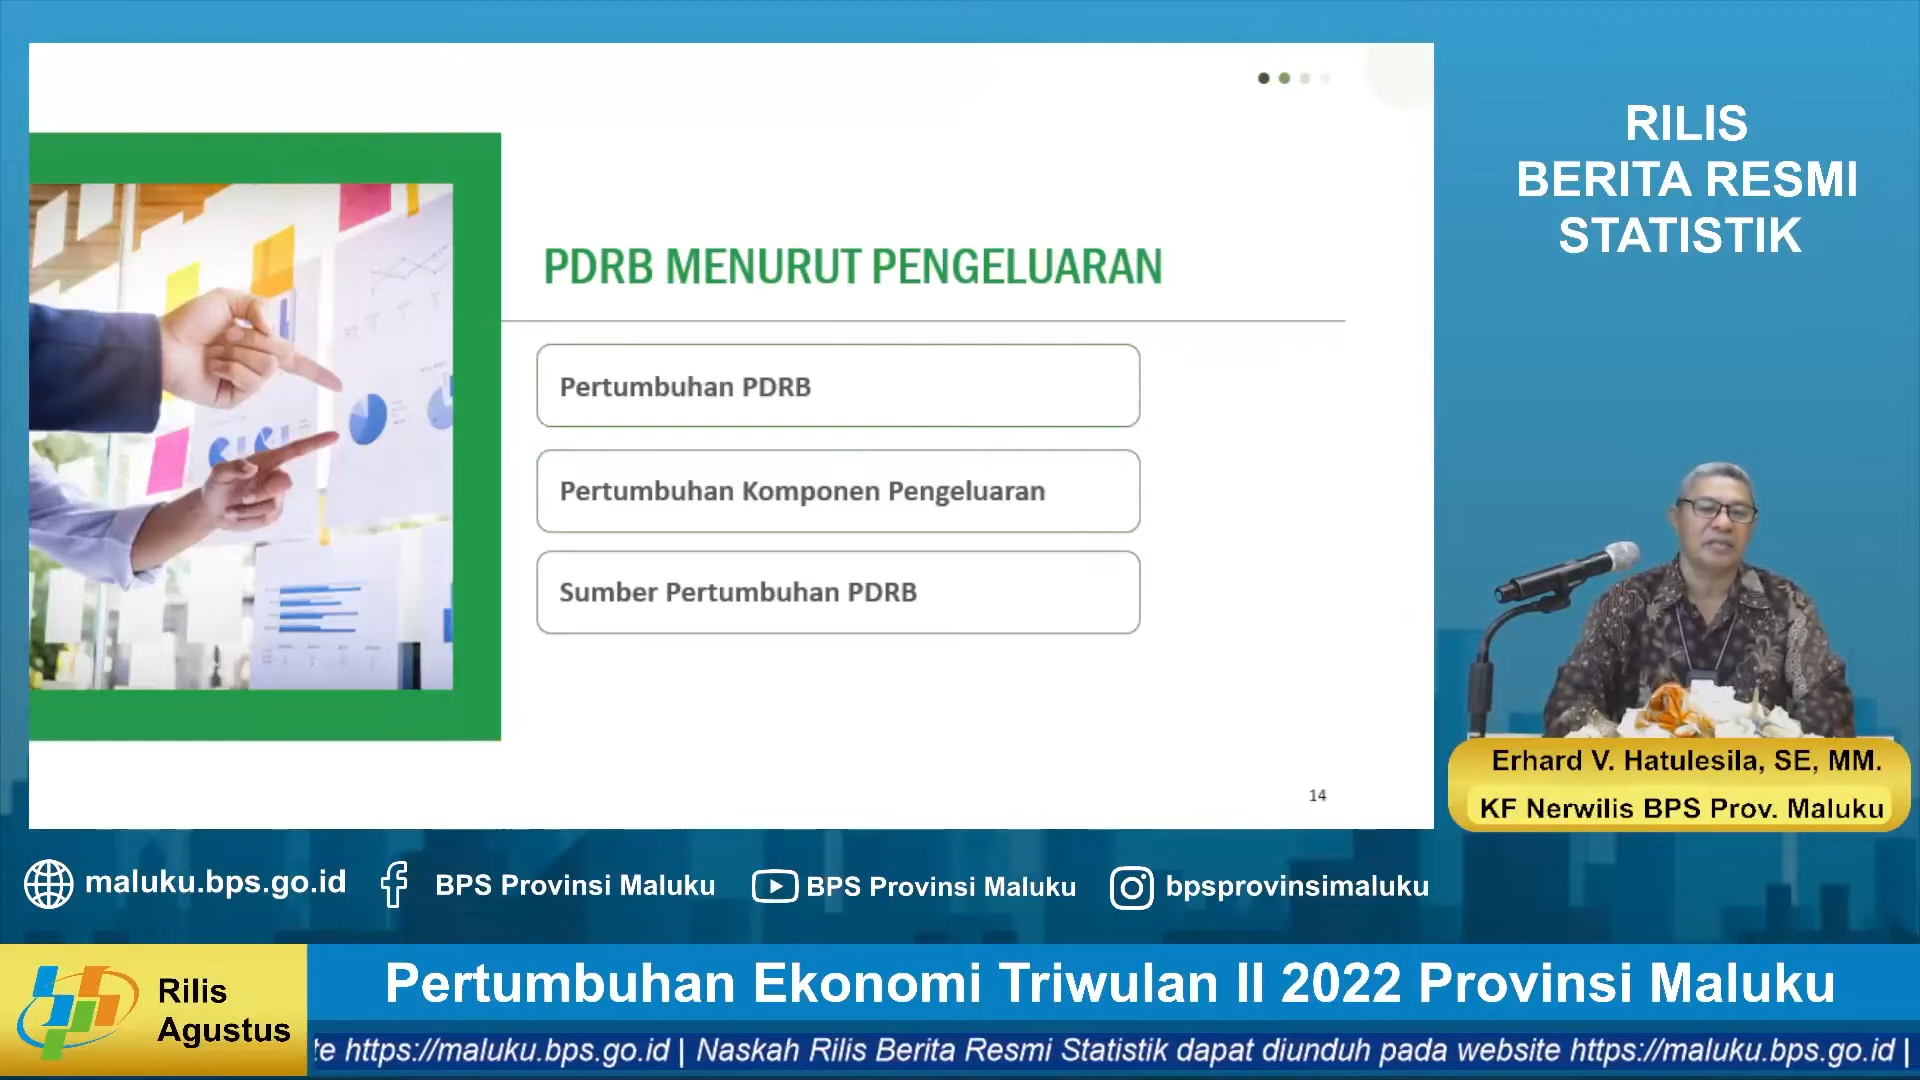 RILIS
BERITA RESMI
STATISTIK
PDRB MENURUT PENGELUARAN
Pertumbuhan PDRB
Pertumbuhan Komponen Pengeluaran
Sumber Pertumbuhan PDRB
14
Erhard V. Hatulesila, SE, MM.
KF Nerwilis BPS Prov. Maluku
maluku.bps.go.id
BPS Provinsi Maluku
BPS Provinsi Maluku
bpsprovinsimaluku
Rilis
Agustus
Pertumbuhan Ekonomi Triwulan II 2022 Provinsi Maluku
te https://maluku.bps.go.id | Naskah Rilis Berita Resmi Statistik dapat diunduh pada website https://maluku.bps.go.id |